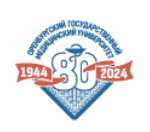 ОРЕНБУРГСКИЙ ГОСУДАРСТВЕННЫЙ
МЕДИЦИНСКИЙ УНИВЕРСИТЕТ
1944 80 2024